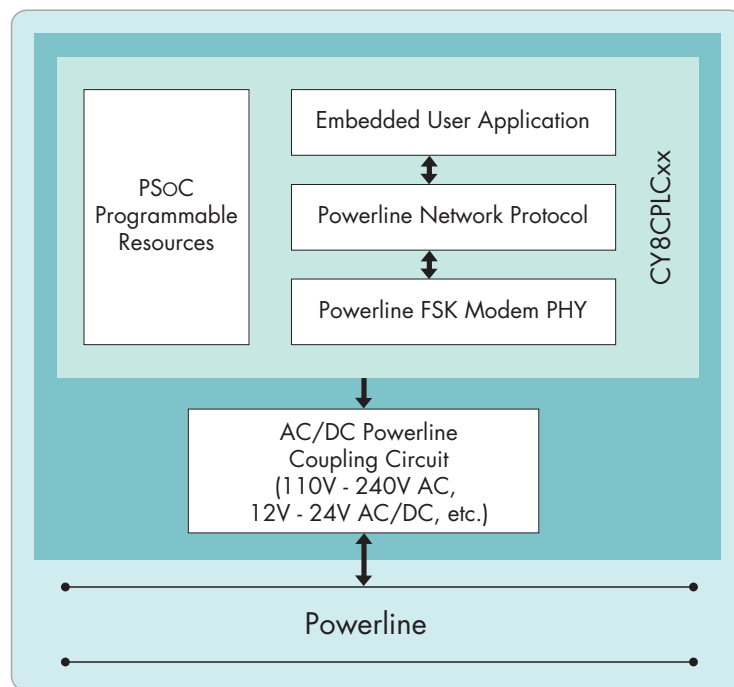 PSoC
Programmable
Resources
Embedded User Application
Powerline Network Protocol
Powerline FSK Modem PHY
CY8CPLCxx
AC/DC Powerline
Coupling Circuit
(110V - 240V AC,
12V - 24V AC/DC, etc.)
Powerline